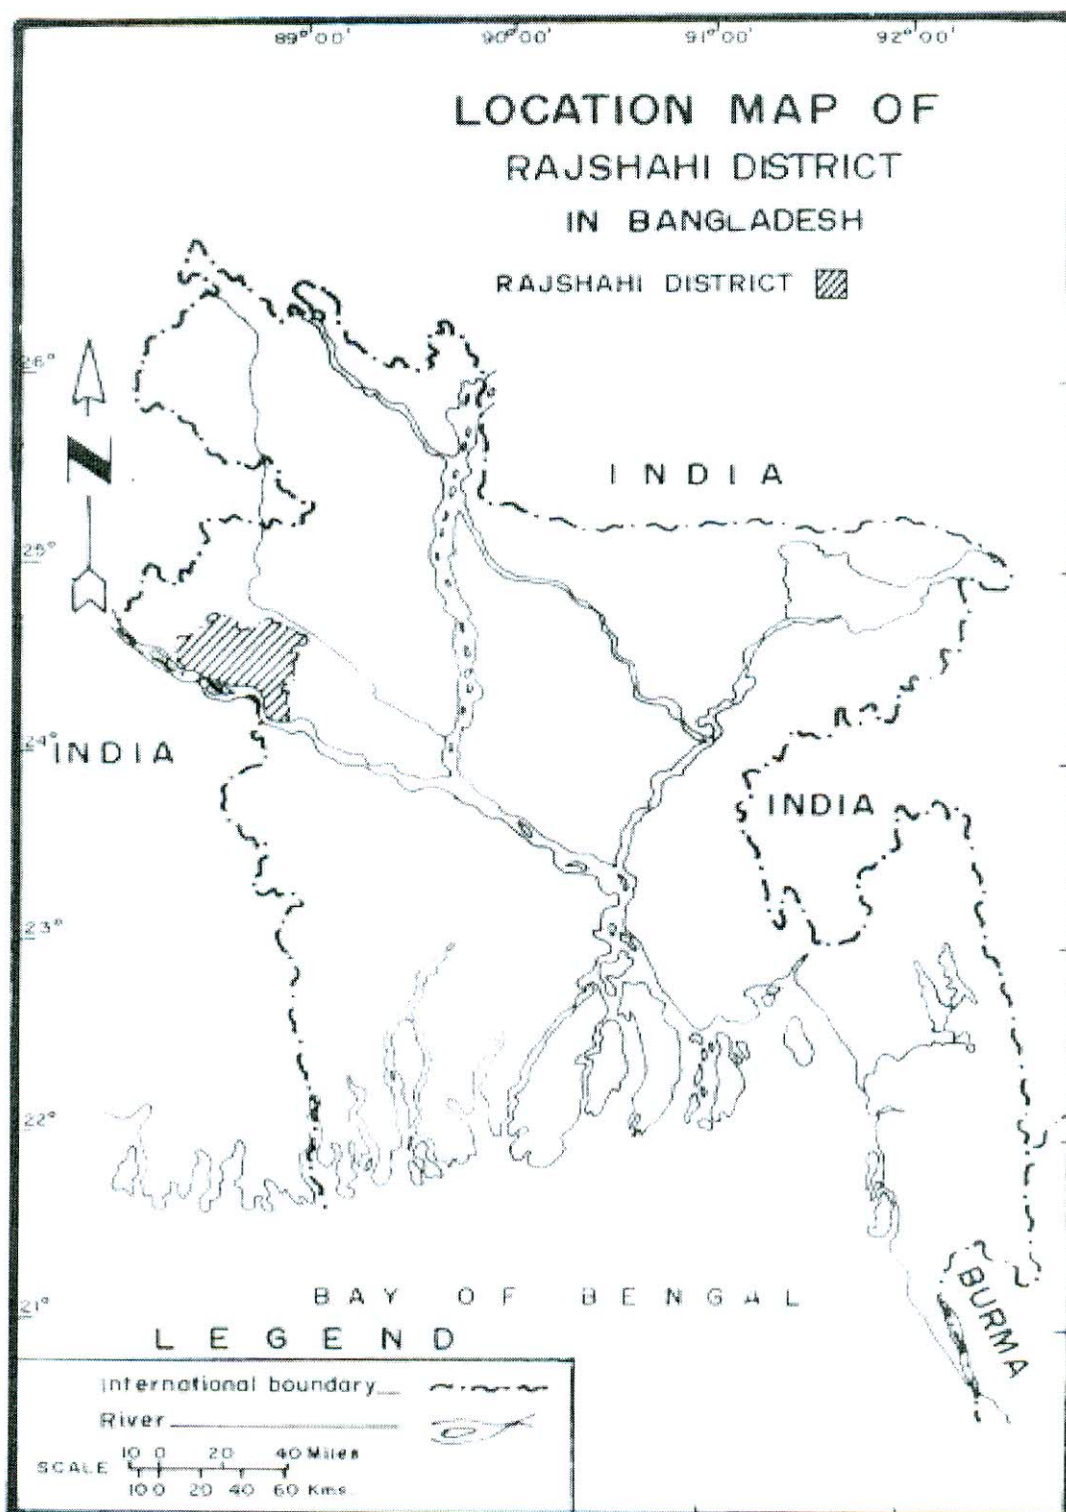 89°00' 90°00' 91°00' 92°00'
LOCATION MAP OF
RAJSHAHI DISTRICT
IN BANGLADESH
RAJSHAHI DISTRICT
26°
N
INDIA
25°
24°
INDIA
INDIA
23°
22°
21°
BAY OF BENGAL
BURMA
LEGEND
International boundary
River
10 0 20 40 Miles
SCALE
10 0 20 40 60 Kms.